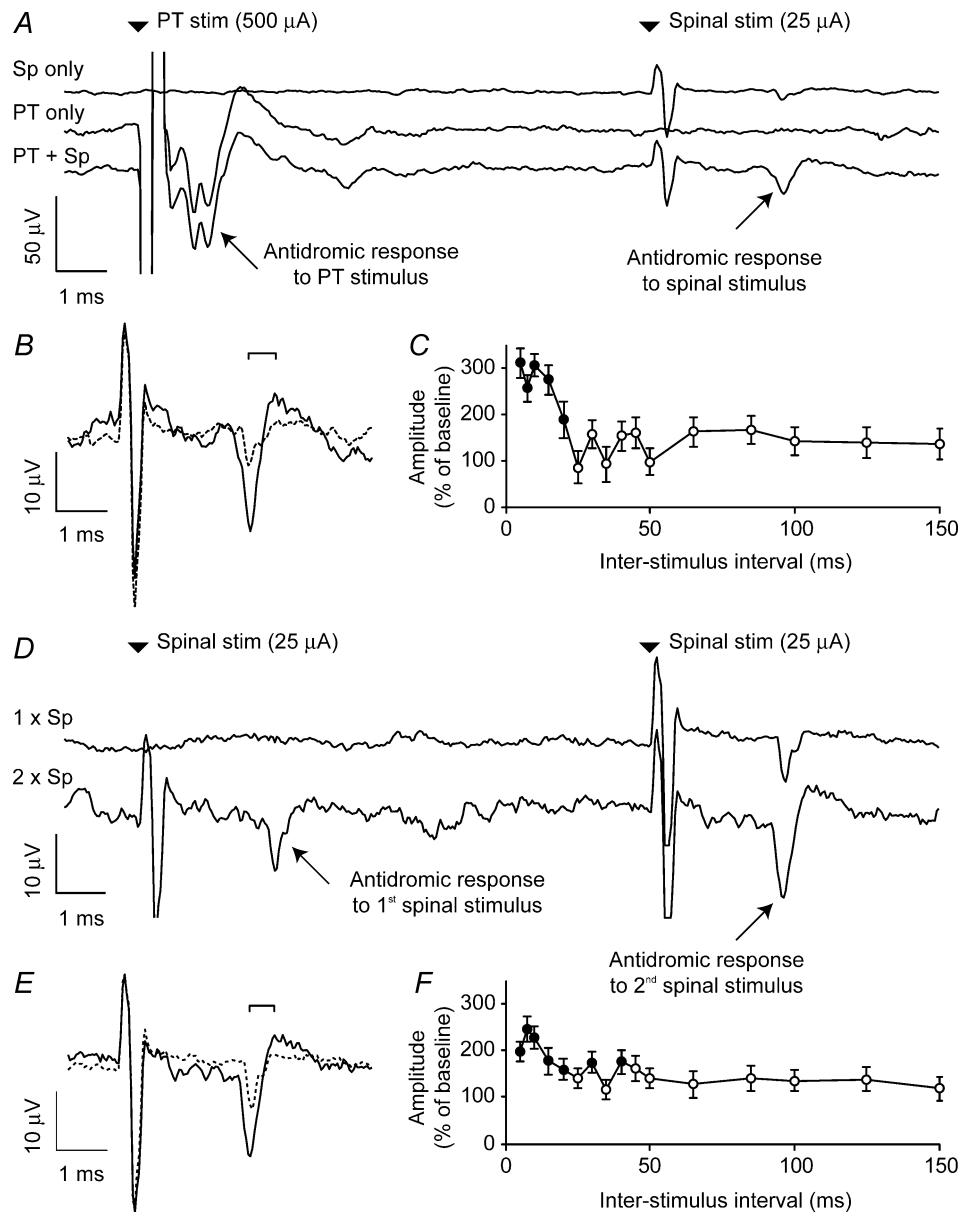 A
PT stim (500 µA)
Spinal stim (25 µA)
Sp only
PT only
PT + Sp
50 µV
1 ms
Antidromic response
to PT stimulus
Antidromic response
to spinal stimulus
B
10 µV
1 ms
C
Amplitude
(% of baseline)
300
200
100
0
0
50
100
150
Inter-stimulus interval (ms)
D
Spinal stim (25 µA)
Spinal stim (25 µA)
1 x Sp
2 x Sp
10 µV
1 ms
Antidromic response
to 1st spinal stimulus
Antidromic response
to 2nd spinal stimulus
E
10 µV
1 ms
F
Amplitude
(% of baseline)
300
200
100
0
0
50
100
150
Inter-stimulus interval (ms)